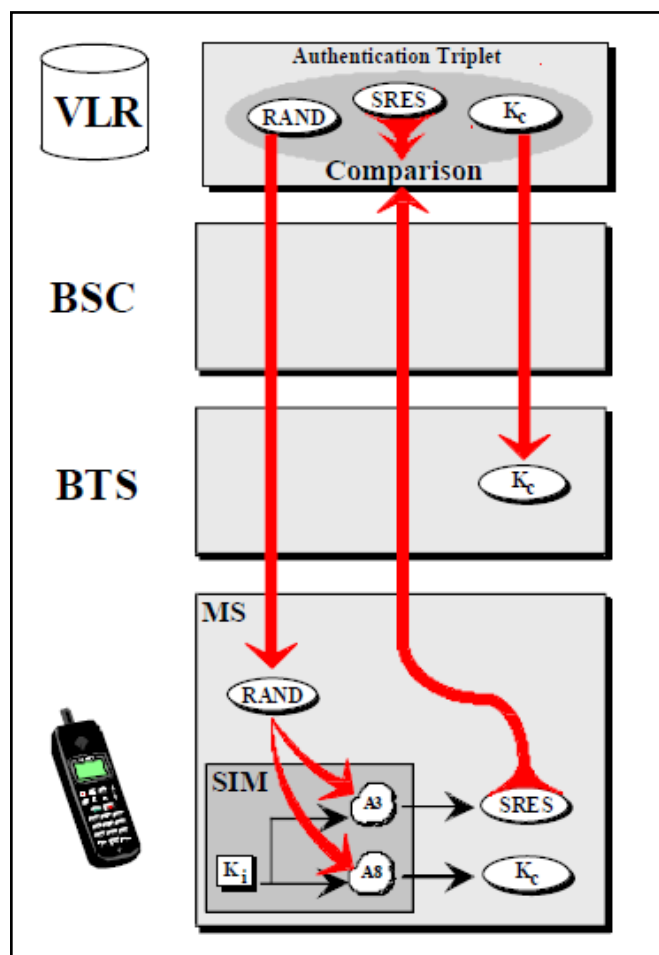 Authentication Triplet
VLR
RAND
SRES
Kc
Comparison
BSC
BTS
Kc
MS
RAND
SIM
A3
SRES
Ki
A8
Kc